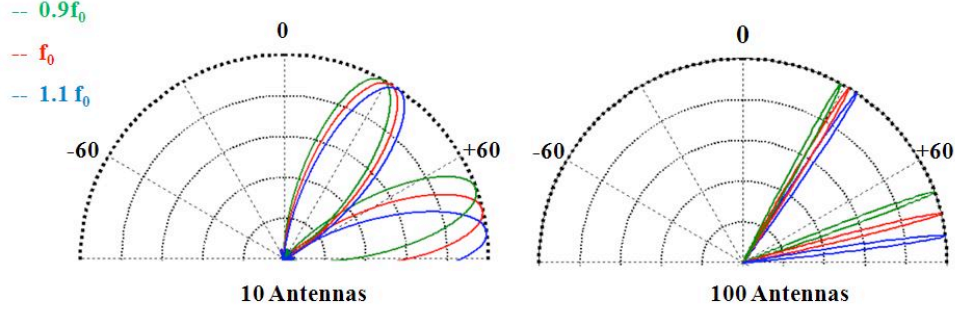 -- 0.9f₀
-- f₀
-- 1.1 f₀
0
-60
+60
10 Antennas
0
-60
+60
100 Antennas